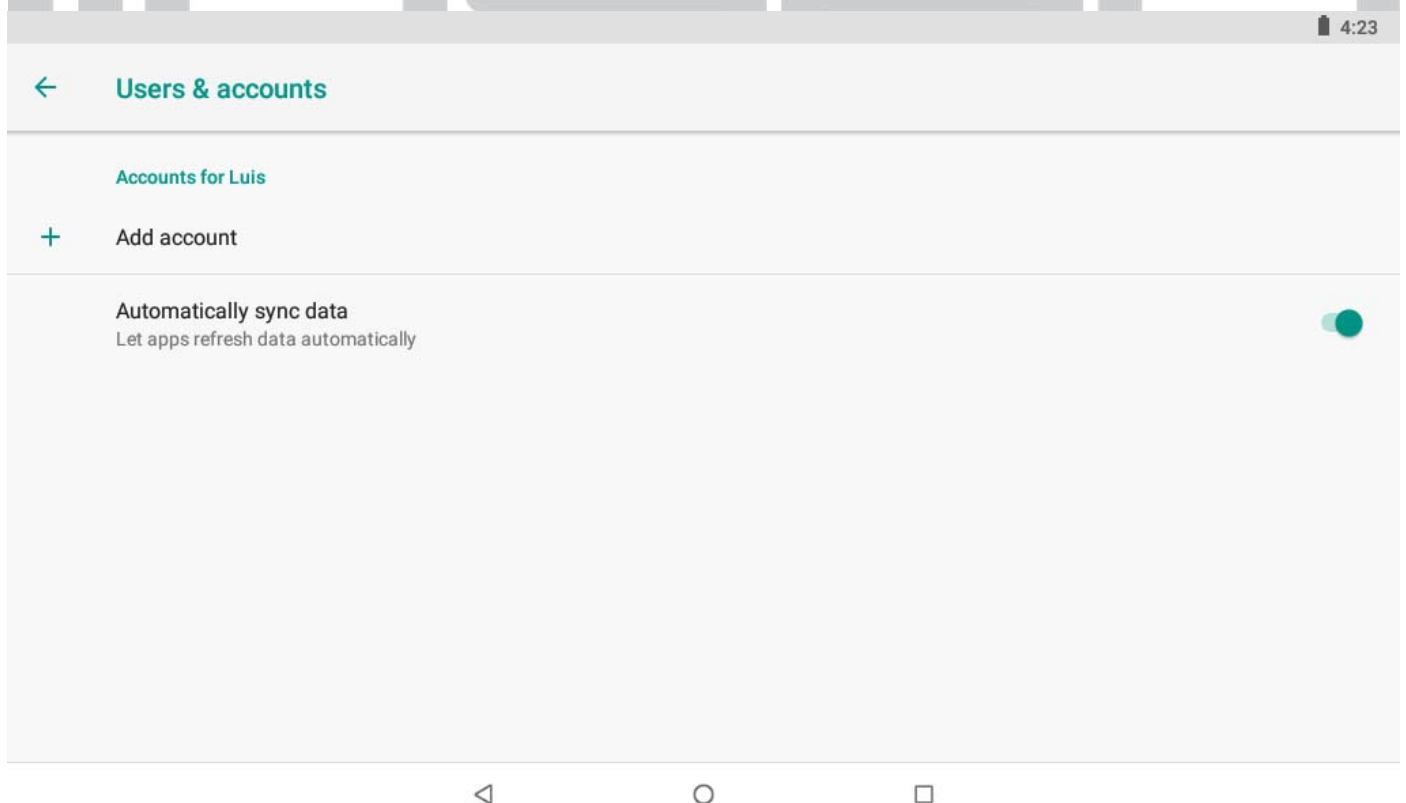 4:23
Users & accounts
Accounts for Luis
Add account
Automatically sync data
Let apps refresh data automatically